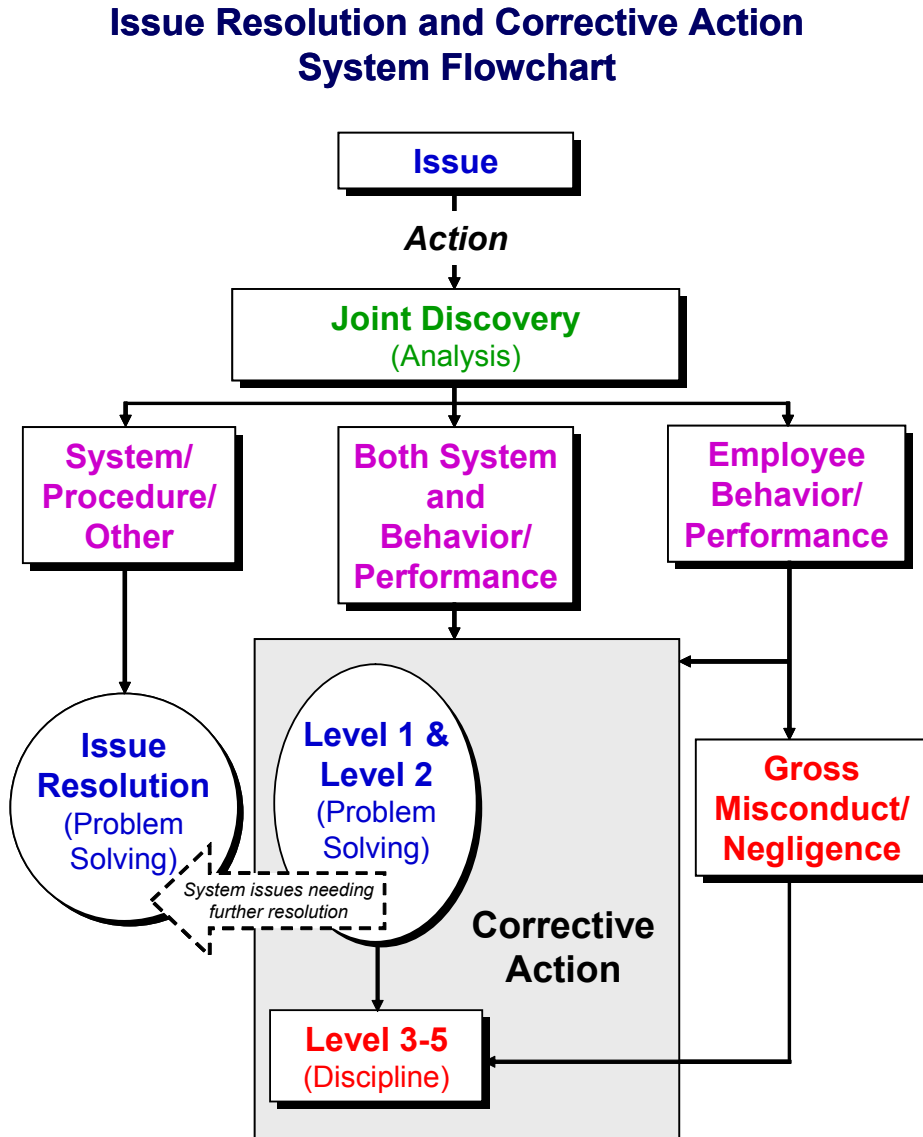 Issue Resolution and Corrective Action
System Flowchart
Issue
Action
Joint Discovery
(Analysis)
System/
Procedure/
Other
Both System
and
Behavior/
Performance
Employee
Behavior/
Performance
Issue
Resolution
(Problem
Solving)
Level 1 &
Level 2
(Problem
Solving)
Gross
Misconduct/
Negligence
System issues needing
further resolution
Corrective
Action
Level 3-5
(Discipline)